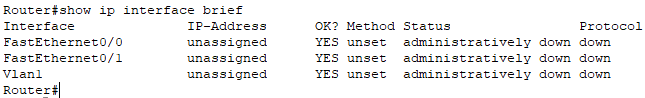 Router#show ip interface brief
Interface              IP-Address      OK? Method Status                Protocol
FastEthernet0/0        unassigned      YES unset  administratively down down
FastEthernet0/1        unassigned      YES unset  administratively down down
Vlan1                  unassigned      YES unset  administratively down down
Router#